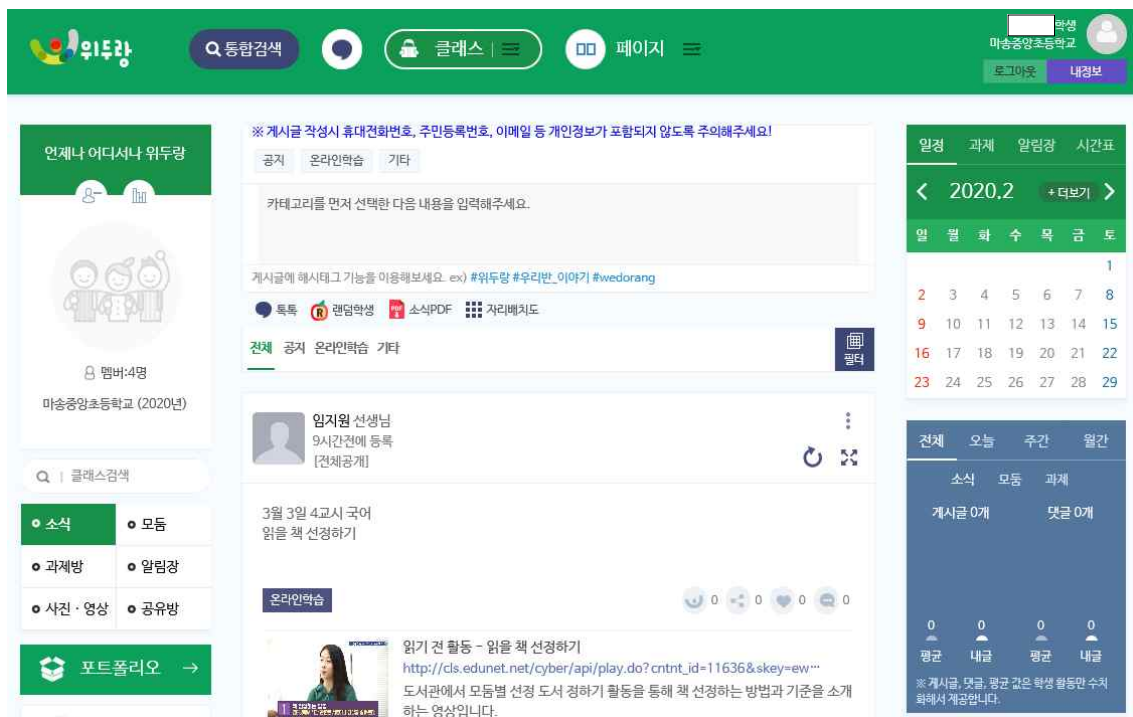 위두랑
통합검색
클래스
페이지
학생
마송중앙초등학교
로그아웃 내정보
언제나 어디서나 위두랑
멤버:4명
마송중앙초등학교 (2020년)
클래스검색
소식 모둠
과제방 알림장
사진 · 영상 공유방
포트폴리오 →
※ 게시글 작성시 휴대전화번호, 주민등록번호, 이메일 등 개인정보가 포함되지 않도록 주의해주세요!
공지 온라인학습 기타
카테고리를 먼저 선택한 다음 내용을 입력해주세요.
게시글에 해시태그 기능을 이용해보세요. ex) #위두랑 #우리반_이야기 #wedorang
톡톡 랜덤학생 소식PDF 자리배치도
전체 공지 온라인학습 기타
필터
임지원 선생님
9시간전에 등록
[전체공개]
3월 3일 4교시 국어
읽을 책 선정하기
온라인학습
0 0 0 0
읽기 전 활동 - 읽을 책 선정하기
http://cls.edunet.net/cyber/api/play.do?cntnt_id=11636&skey=ew…
도서관에서 모둠별 선정 도서 정하기 활동을 통해 책 선정하는 방법과 기준을 소개
하는 영상입니다.
일정 과제 알림장 시간표
2020.2 +더보기
일 월 화 수 목 금 토
1
2 3 4 5 6 7 8
9 10 11 12 13 14 15
16 17 18 19 20 21 22
23 24 25 26 27 28 29
전체 오늘 주간 월간
소식 모둠 과제
게시글 0개 댓글 0개
0 0 0 0
평균 내글 평균 내글
※ 게시글, 댓글, 평균 값은 학생 활동만 수치
화해서 제공합니다.